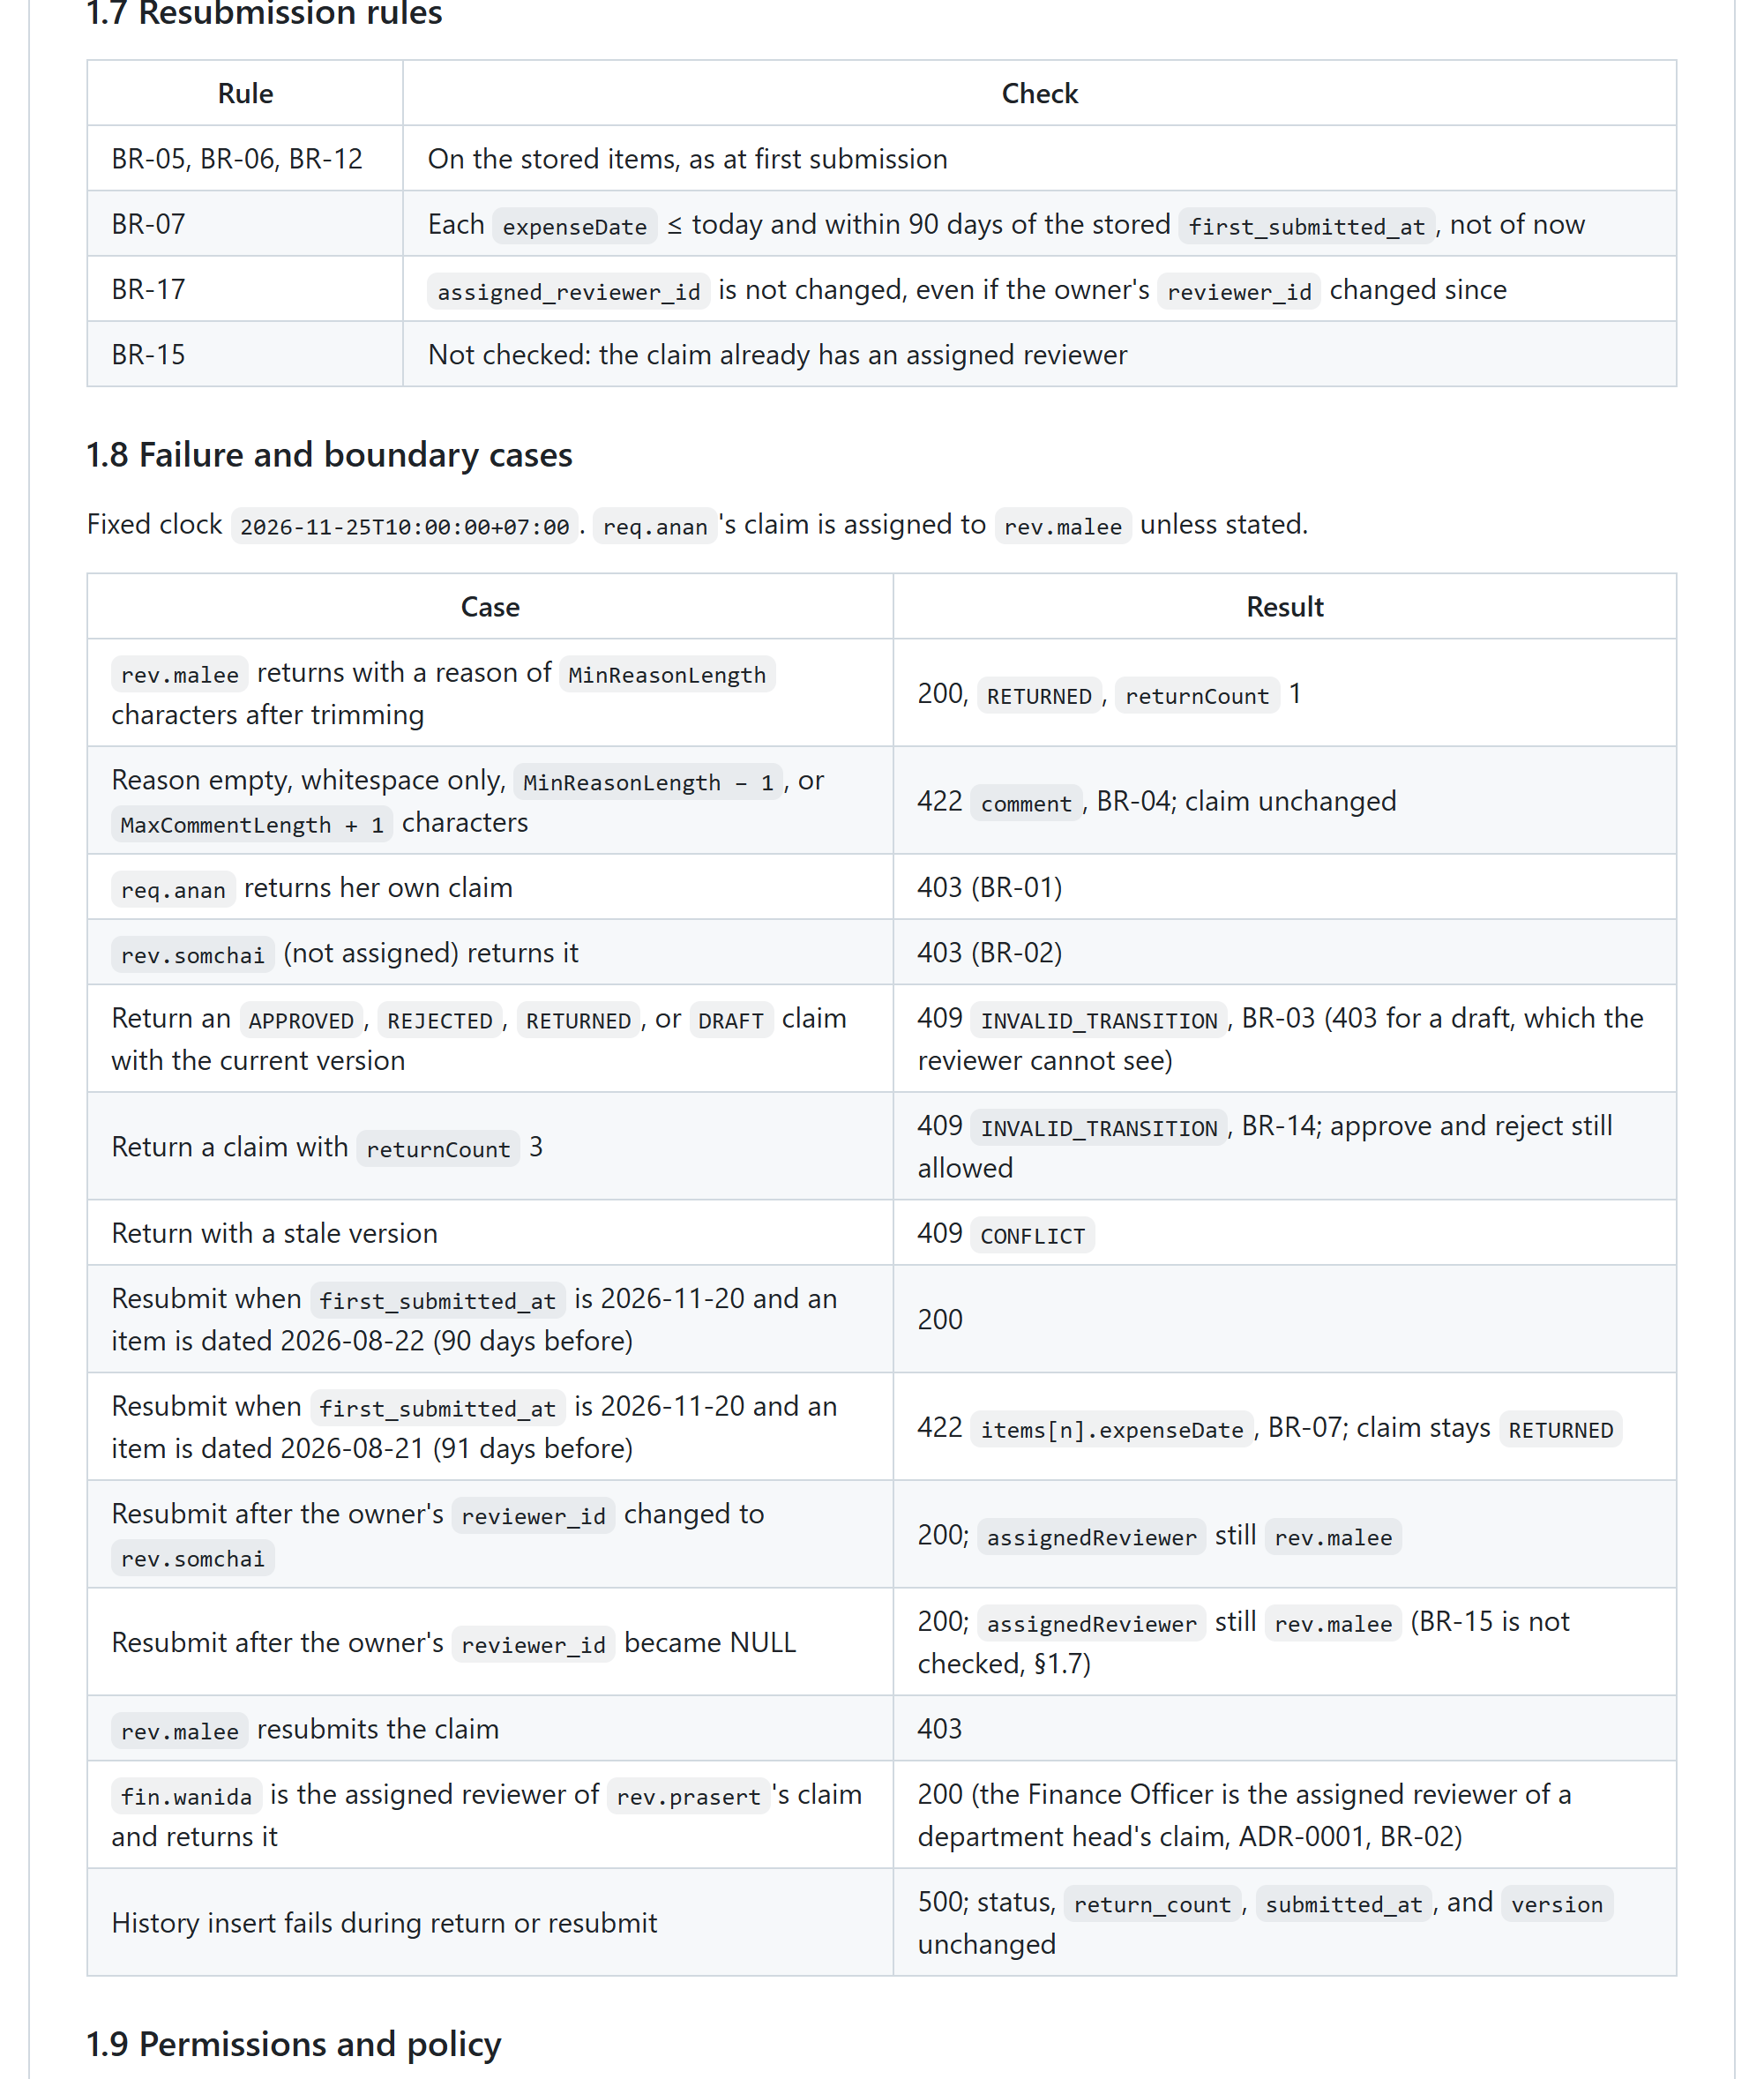 1.7 Resubmission rules
Rule
Check
BR-05, BR-06, BR-12
On the stored items, as at first submission
BR-07
Each expenseDate ≤ today and within 90 days of the stored first_submitted_at, not of now
BR-17
assigned_reviewer_id is not changed, even if the owner's reviewer_id changed since
BR-15
Not checked: the claim already has an assigned reviewer
1.8 Failure and boundary cases
Fixed clock 2026-11-25T10:00:00+07:00. req.anan's claim is assigned to rev.malee unless stated.
Case
Result
rev.malee returns with a reason of MinReasonLength
characters after trimming
200, RETURNED, returnCount 1
Reason empty, whitespace only, MinReasonLength – 1, or
MaxCommentLength + 1 characters
422 comment, BR-04; claim unchanged
req.anan returns her own claim
403 (BR-01)
rev.somchai (not assigned) returns it
403 (BR-02)
Return an APPROVED, REJECTED, RETURNED, or DRAFT claim
with the current version
409 INVALID_TRANSITION, BR-03 (403 for a draft, which the
reviewer cannot see)
Return a claim with returnCount 3
409 INVALID_TRANSITION, BR-14; approve and reject still
allowed
Return with a stale version
409 CONFLICT
Resubmit when first_submitted_at is 2026-11-20 and an
item is dated 2026-08-22 (90 days before)
200
Resubmit when first_submitted_at is 2026-11-20 and an
item is dated 2026-08-21 (91 days before)
422 items[n].expenseDate, BR-07; claim stays RETURNED
Resubmit after the owner's reviewer_id changed to
rev.somchai
200; assignedReviewer still rev.malee
Resubmit after the owner's reviewer_id became NULL
200; assignedReviewer still rev.malee (BR-15 is not
checked, §1.7)
rev.malee resubmits the claim
403
fin.wanida is the assigned reviewer of rev.prasert's claim
and returns it
200 (the Finance Officer is the assigned reviewer of a
department head's claim, ADR-0001, BR-02)
History insert fails during return or resubmit
500; status, return_count, submitted_at, and version
unchanged
1.9 Permissions and policy